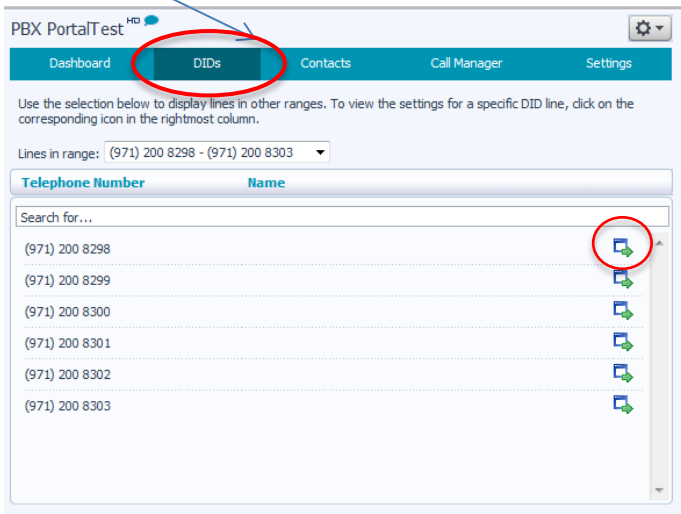 PBX PortalTest HD
Dashboard DIDs Contacts Call Manager Settings
Use the selection below to display lines in other ranges. To view the settings for a specific DID line, click on the
corresponding icon in the rightmost column.
Lines in range: (971) 200 8298 - (971) 200 8303
Telephone Number Name
Search for...
(971) 200 8298
(971) 200 8299
(971) 200 8300
(971) 200 8301
(971) 200 8302
(971) 200 8303